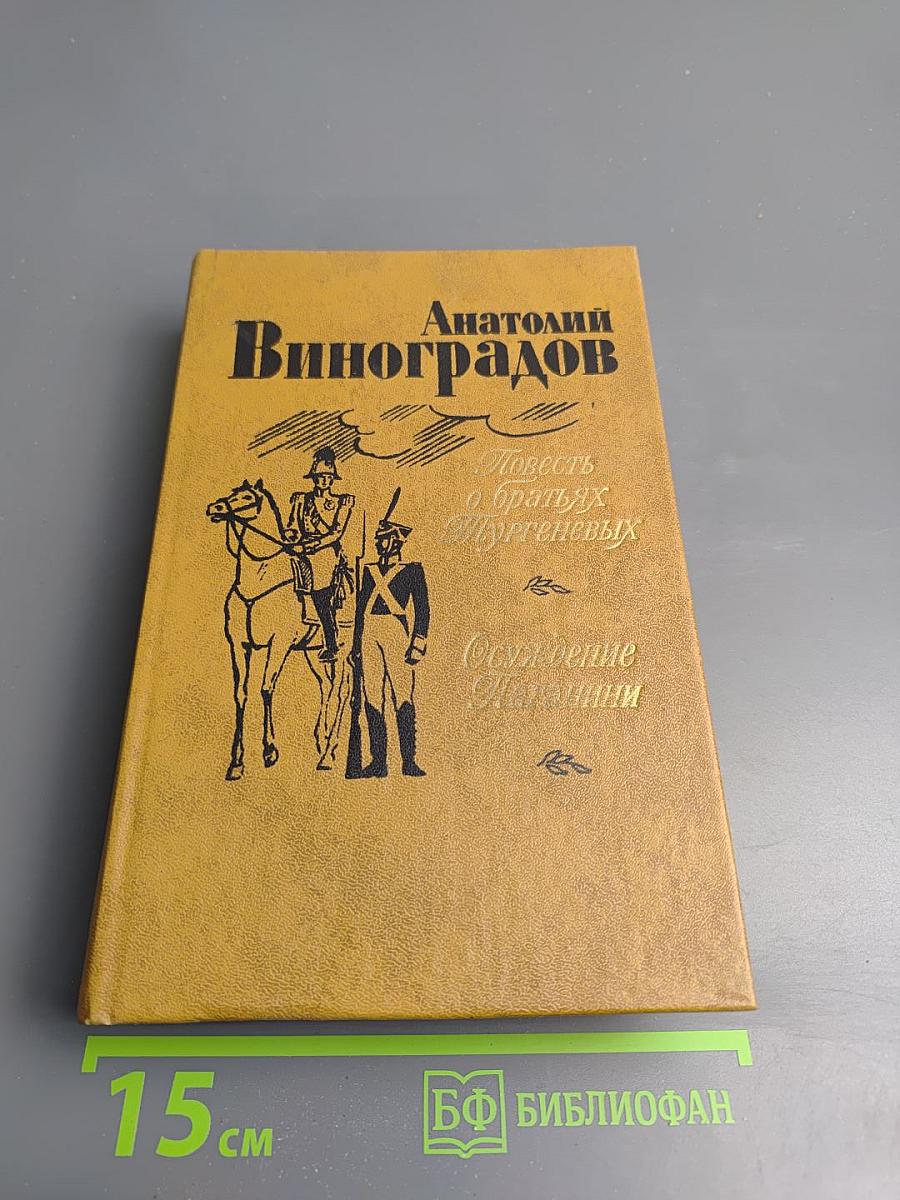 Анатолий
Виноградов
Повесть
о братьях
Тургеневых
Осуждение
Паганини
15 см
БФ БИБЛИОФАН